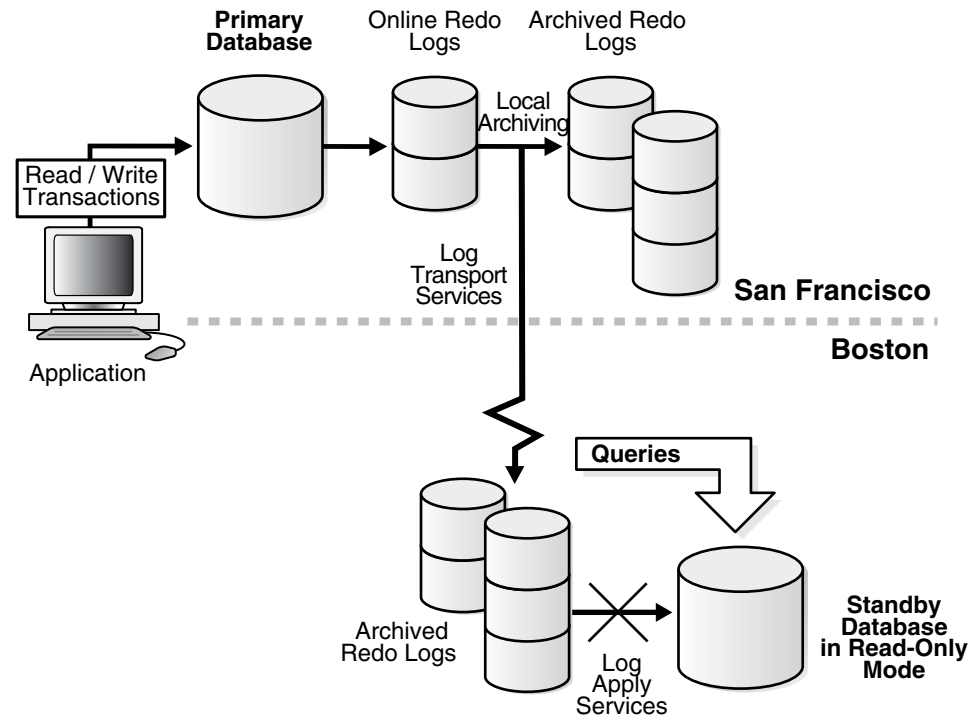 Primary
Database
Online Redo
Logs
Archived Redo
Logs
Local
Archiving
Read / Write
Transactions
Log
Transport
Services
San Francisco
Boston
Application
Queries
Archived
Redo Logs
Log
Apply
Services
Standby
Database
in Read-Only
Mode